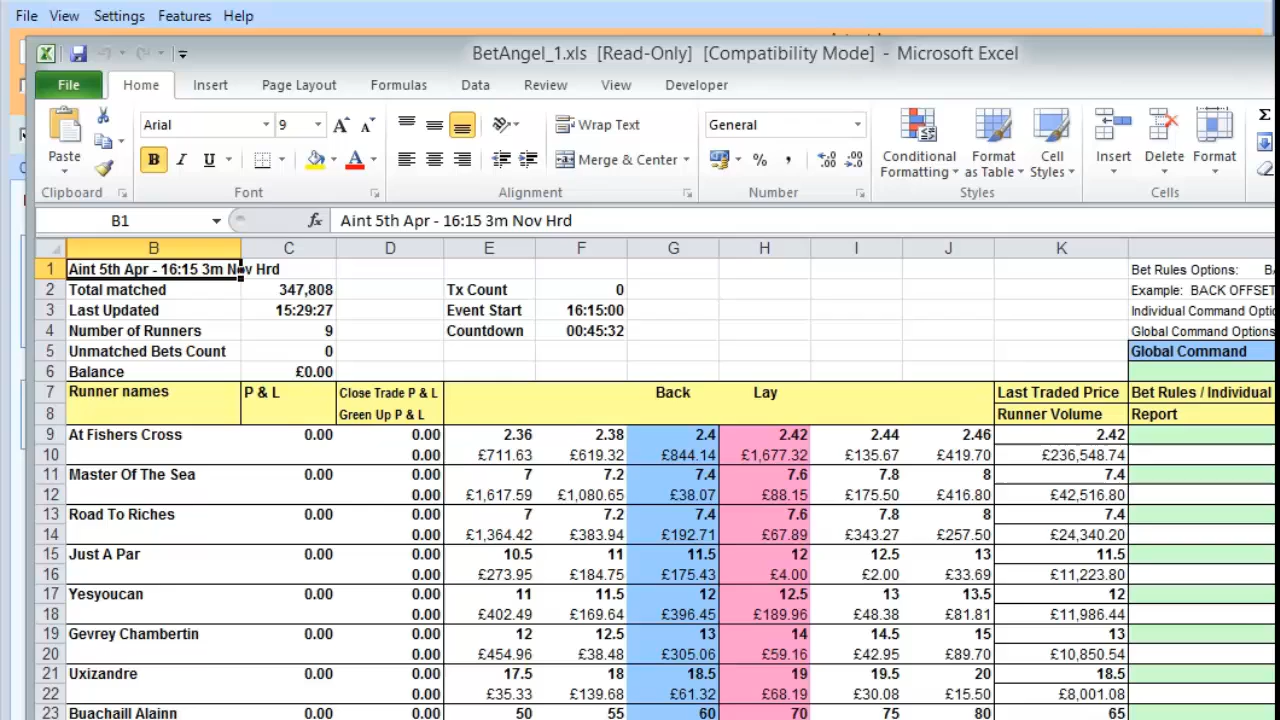 File View Settings Features Help
BetAngel_1.xls [Read-Only] [Compatibility Mode] - Microsoft Excel
File Home Insert Page Layout Formulas Data Review View Developer
Arial 9 Wrap Text General
Paste B I U Merge & Center % , Conditional Formatting Format as Table Cell Styles Insert Delete Format
Clipboard Font Alignment Number Styles Cells
B1 fx Aint 5th Apr - 16:15 3m Nov Hrd
B C D E F G H I J K
1 Aint 5th Apr - 16:15 3m Nov Hrd Bet Rules Options:
2 Total matched 347,808 Tx Count 0 Example: BACK OFFSET
3 Last Updated 15:29:27 Event Start 16:15:00 Individual Command
4 Number of Runners 9 Countdown 00:45:32 Global Command Options
5 Unmatched Bets Count 0 Global Command
6 Balance £0.00
7 Runner names P & L Close Trade P & L Back Lay Last Traded Price Bet Rules / Individual
8 Green Up P & L Runner Volume Report
9 At Fishers Cross 0.00 0.00 2.36 2.38 2.4 2.42 2.44 2.46 2.42
10 0.00 £711.63 £619.32 £844.14 £1,677.32 £135.67 £419.70 £236,548.74
11 Master Of The Sea 0.00 0.00 7 7.2 7.4 7.6 7.8 8 7.4
12 0.00 £1,617.59 £1,080.65 £38.07 £88.15 £175.50 £416.80 £42,516.80
13 Road To Riches 0.00 0.00 7 7.2 7.4 7.6 7.8 8 7.4
14 0.00 £1,364.42 £383.94 £192.71 £67.89 £343.27 £257.50 £24,340.20
15 Just A Par 0.00 0.00 10.5 11 11.5 12 12.5 13 11.5
16 0.00 £273.95 £184.75 £175.43 £4.00 £2.00 £33.69 £11,223.80
17 Yesyoucan 0.00 0.00 11 11.5 12 12.5 13 13.5 12
18 0.00 £402.49 £169.64 £396.45 £189.96 £48.38 £81.81 £11,986.44
19 Gevrey Chambertin 0.00 0.00 12 12.5 13 14 14.5 15 13
20 0.00 £454.96 £38.48 £305.06 £59.16 £42.95 £89.70 £10,850.54
21 Uxizandre 0.00 0.00 17.5 18 18.5 19 19.5 20 18.5
22 0.00 £35.33 £139.68 £61.32 £68.19 £30.08 £15.50 £8,001.08
23 Buachaill Alainn 0.00 0.00 50 55 60 70 75 80 65